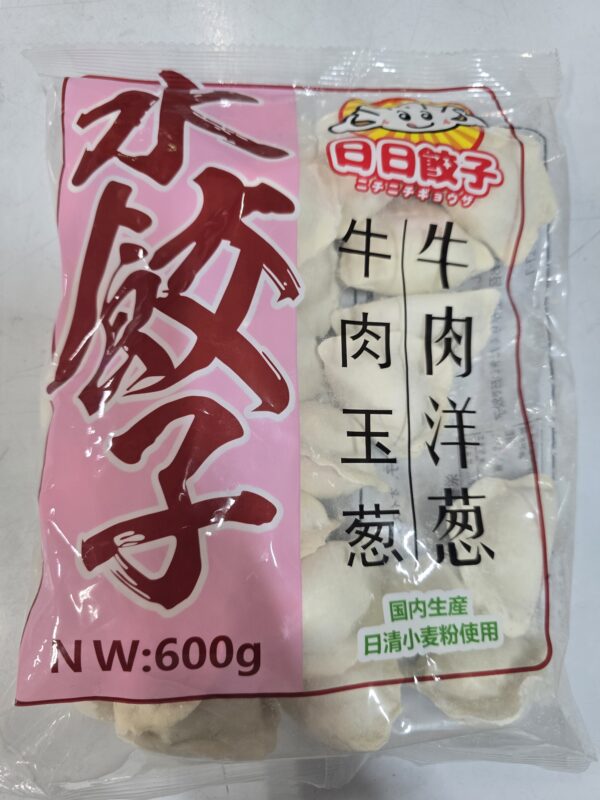 水餃子
N W:600g
日日餃子
ニチニチギョウザ
牛肉洋葱
牛肉玉葱
国内生産
日清小麦粉使用